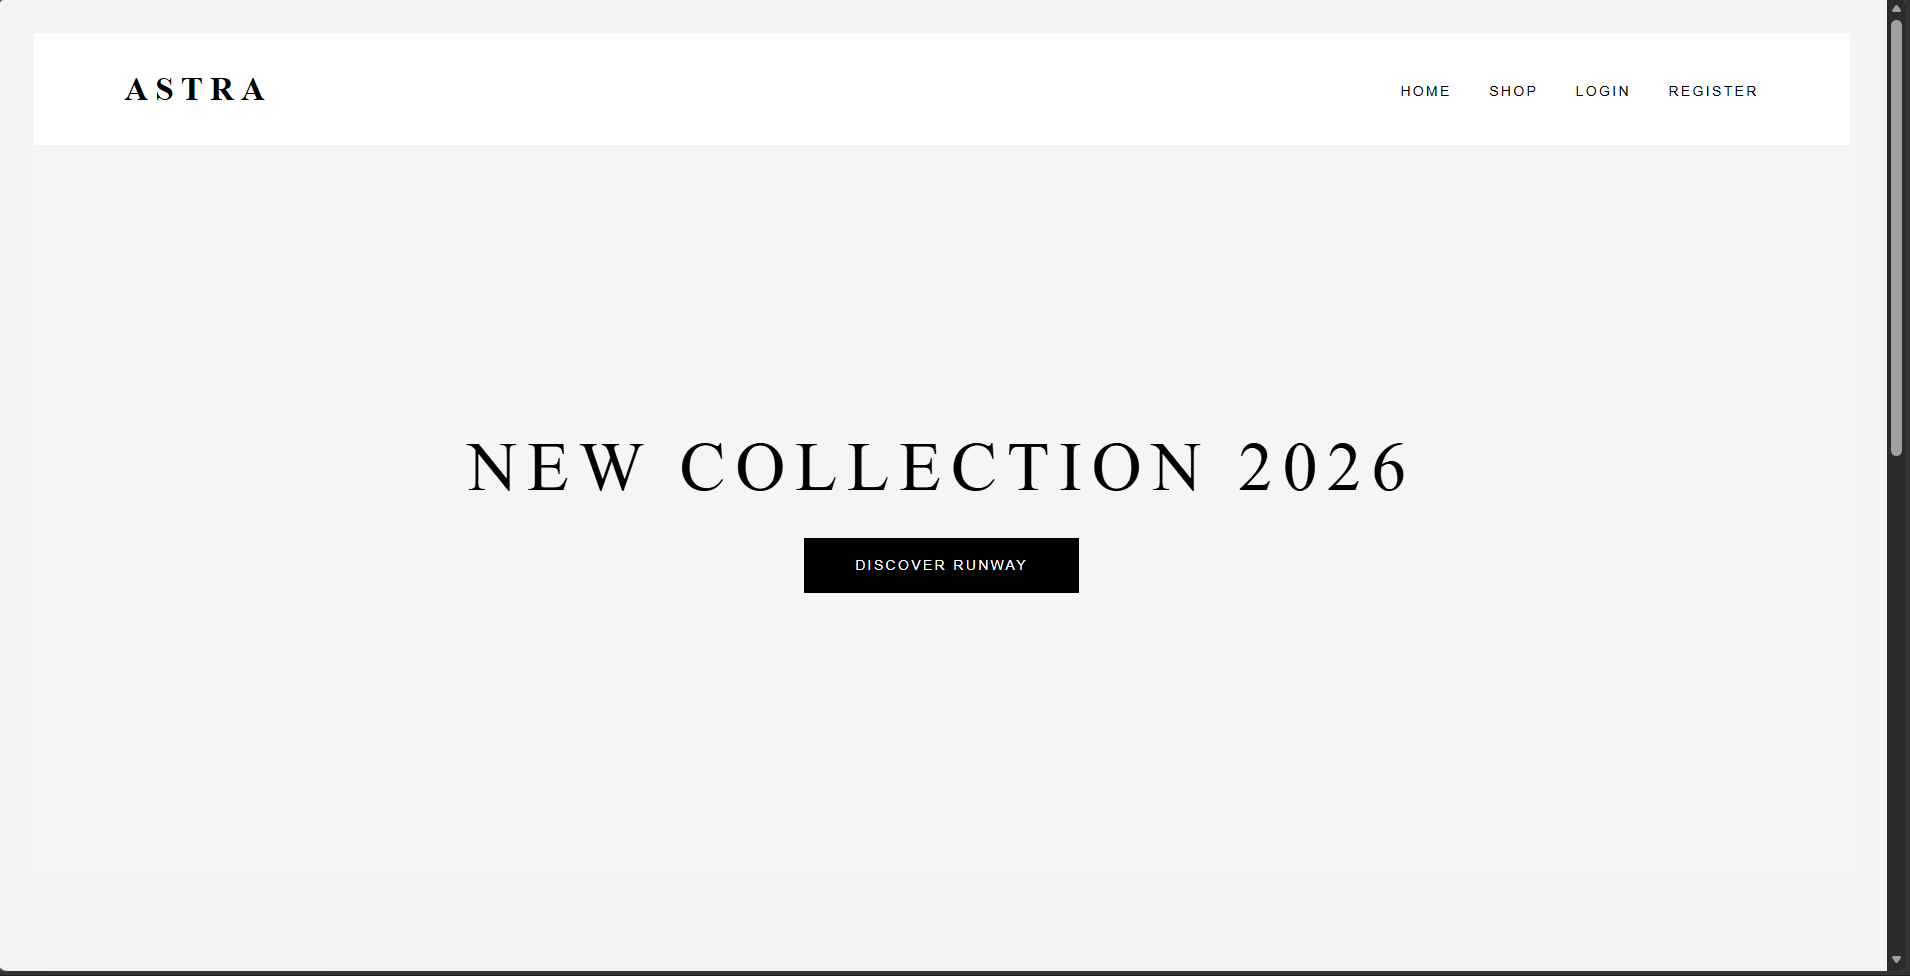 ASTRA
HOME SHOP LOGIN REGISTER
NEW COLLECTION 2026
DISCOVER RUNWAY